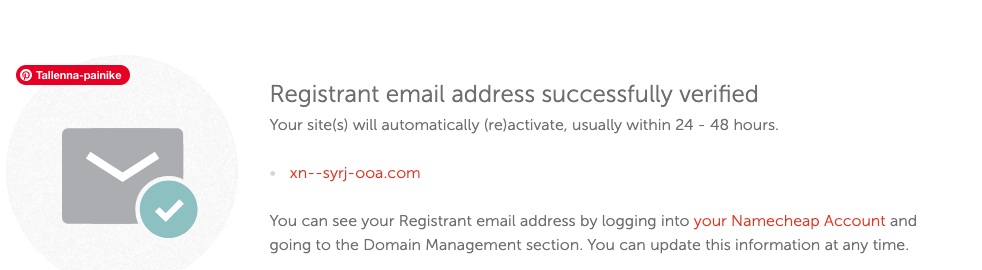 Tallenna-painike
Registrant email address successfully verified
Your site(s) will automatically (re)activate, usually within 24 - 48 hours.
xn--syrj-ooa.com
You can see your Registrant email address by logging into your Namecheap Account and
going to the Domain Management section. You can update this information at any time.